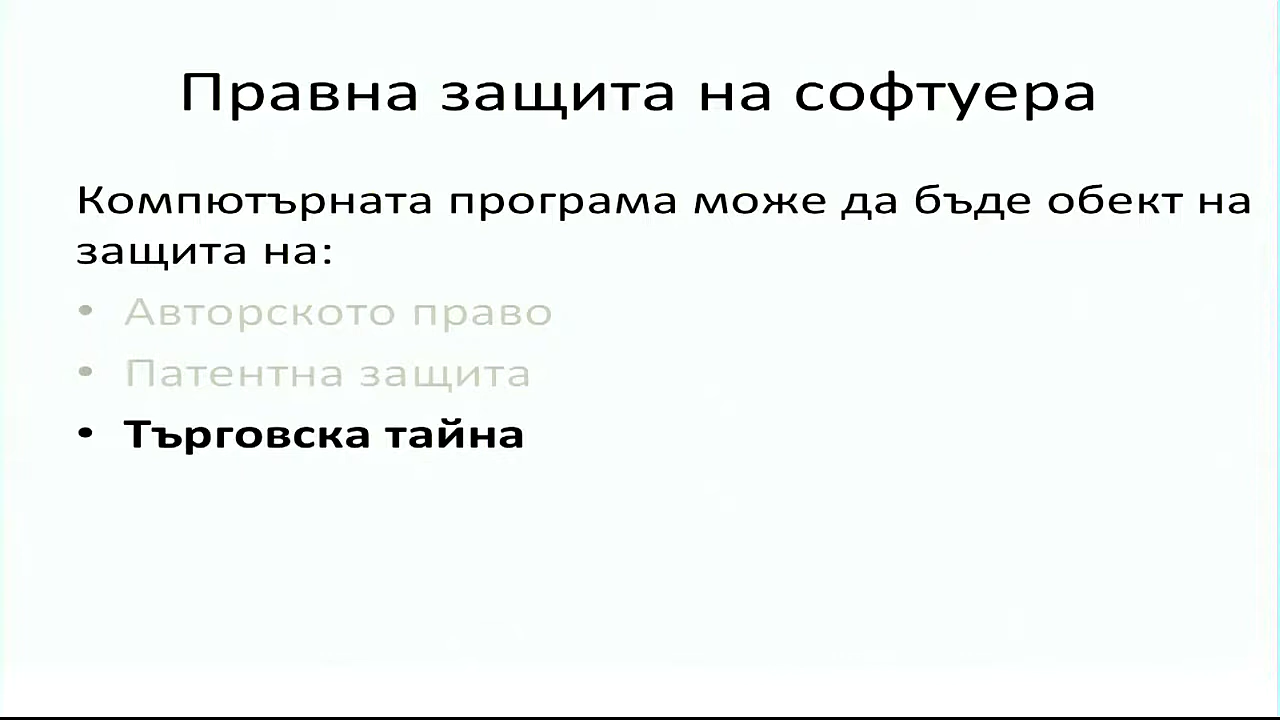 Правна защита на софтуера
Компютърната програма може да бъде обект на
защита на:
• Авторското право
• Патентна защита
• Търговска тайна